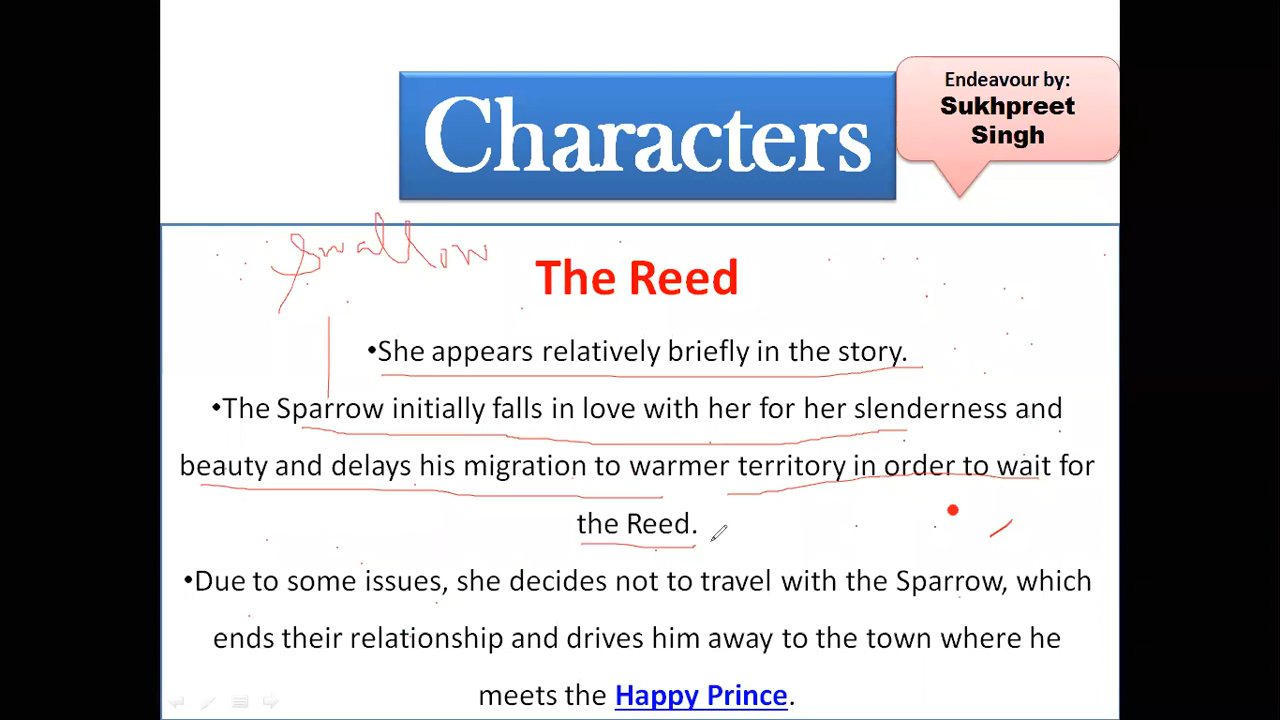 Characters
Endeavour by:
Sukhpreet
Singh
swallow
The Reed
•She appears relatively briefly in the story.
•The Sparrow initially falls in love with her for her slenderness and
beauty and delays his migration to warmer territory in order to wait for
the Reed.
•Due to some issues, she decides not to travel with the Sparrow, which
ends their relationship and drives him away to the town where he
meets the Happy Prince.